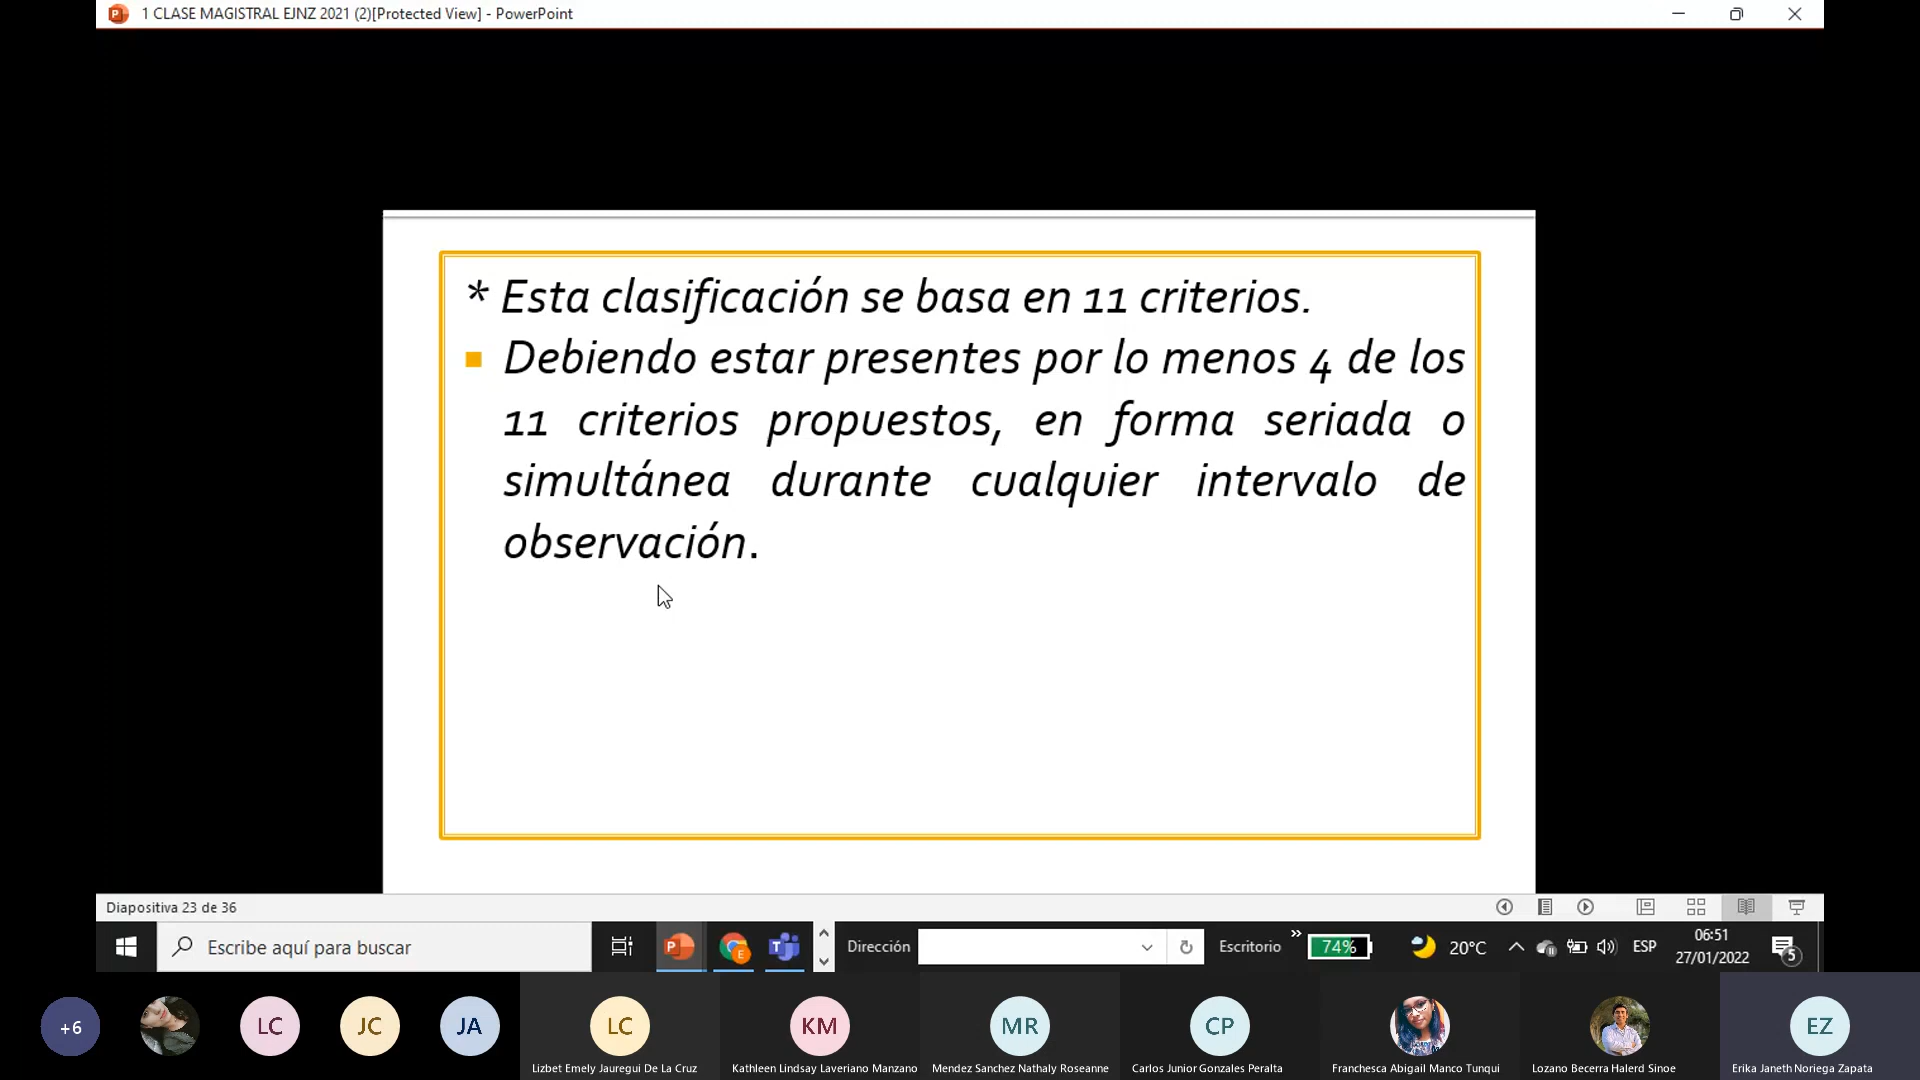 1 CLASE MAGISTRAL EJNZ 2021 (2)[Protected View] - PowerPoint
* Esta clasificación se basa en 11 criterios.
Debiendo estar presentes por lo menos 4 de los
11 criterios propuestos, en forma seriada o
simultánea durante cualquier intervalo de
observación.
Diapositiva 23 de 36
Escribe aquí para buscar
Dirección
Escritorio
»
74%
20°C
ESP
06:51
27/01/2022
5
+6
LC
JC
JA
LC
KM
MR
CP
EZ
Lizbet Emely Jauregui De La Cruz
Kathleen Lindsay Laveriano Manzano
Mendez Sanchez Nathaly Roseanne
Carlos Junior Gonzales Peralta
Franchesca Abigail Manco Tunqui
Lozano Becerra Halerd Sinoe
Erika Janeth Noriega Zapata